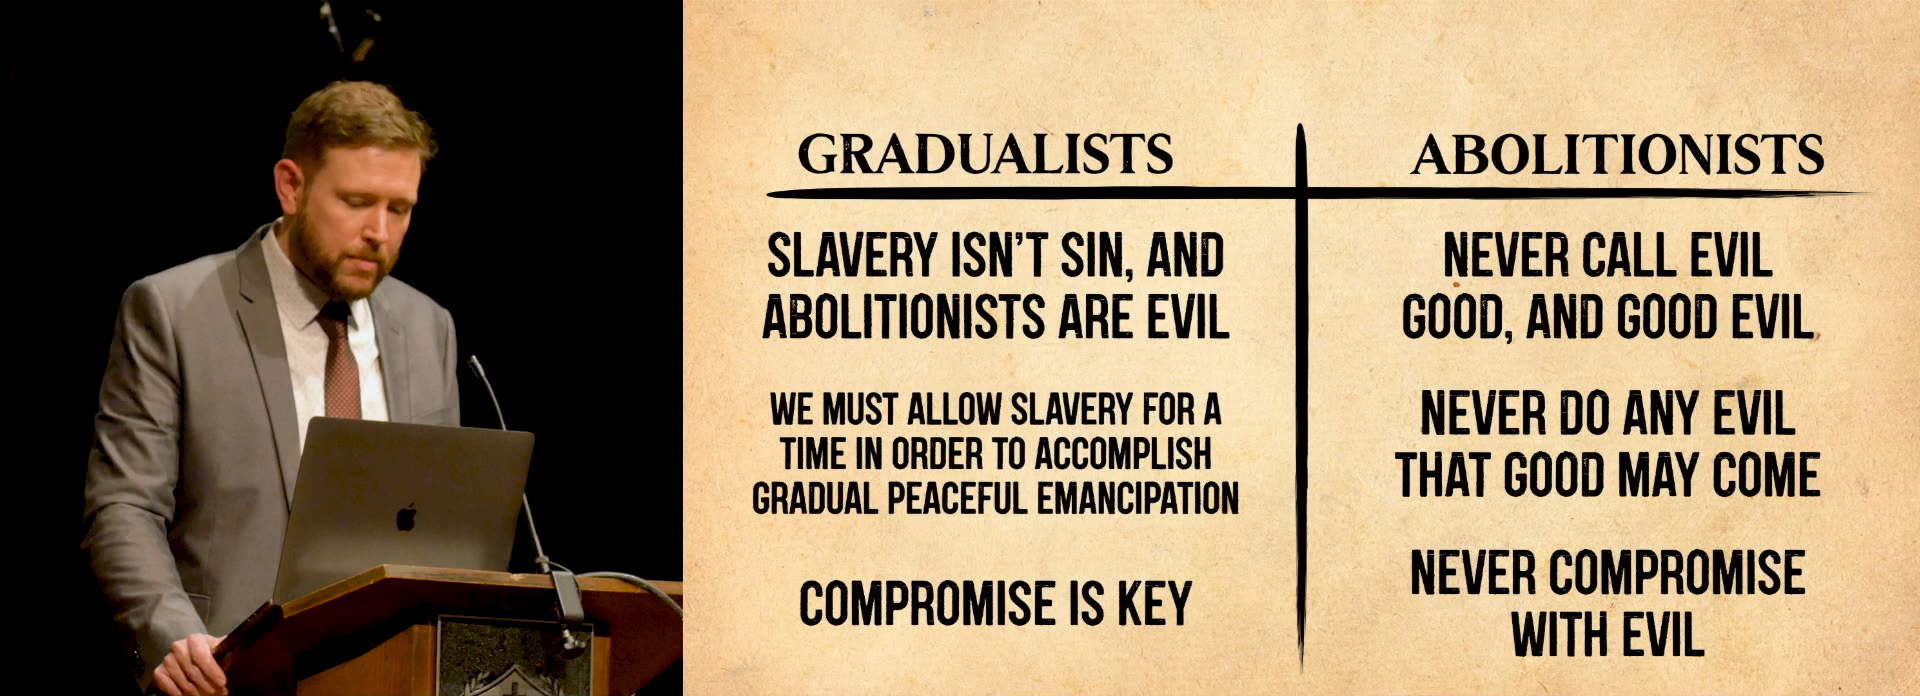 GRADUALISTS
SLAVERY ISN'T SIN, AND
ABOLITIONISTS ARE EVIL
WE MUST ALLOW SLAVERY FOR A
TIME IN ORDER TO ACCOMPLISH
GRADUAL PEACEFUL EMANCIPATION
COMPROMISE IS KEY
ABOLITIONISTS
NEVER CALL EVIL
GOOD, AND GOOD EVIL
NEVER DO ANY EVIL
THAT GOOD MAY COME
NEVER COMPROMISE
WITH EVIL